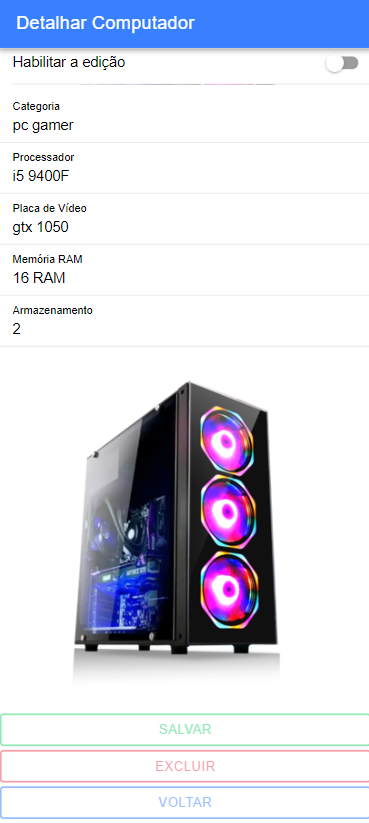 Detalhar Computador
Habilitar a edição
Categoria
pc gamer
Processador
i5 9400F
Placa de Vídeo
gtx 1050
Memória RAM
16 RAM
Armazenamento
2
SALVAR
EXCLUIR
VOLTAR